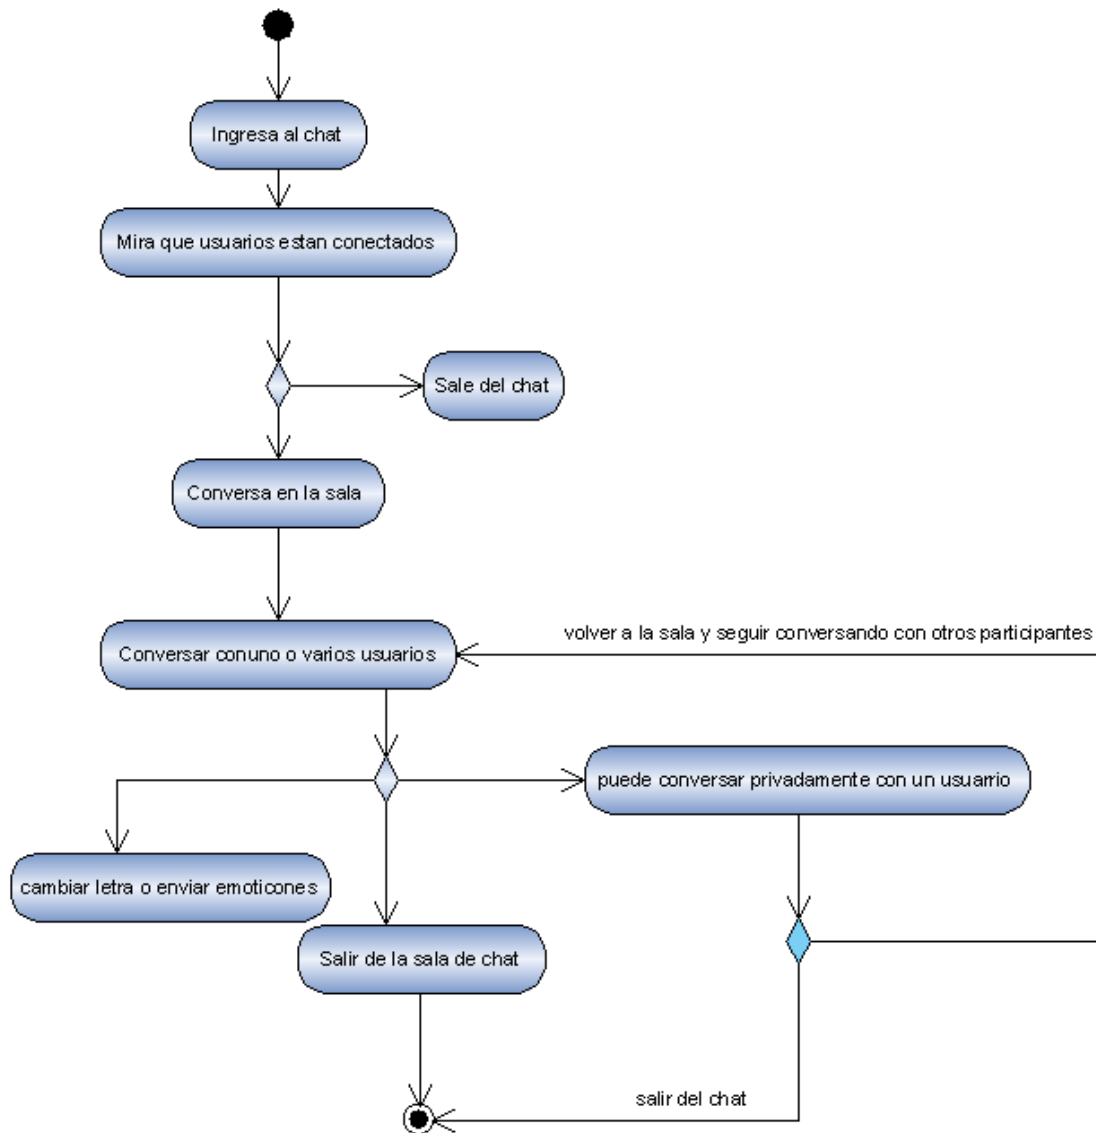 Ingresa al chat
Mira que usuarios estan conectados
Sale del chat
Conversa en la sala
volver a la sala y seguir conversando con otros participantes
Conversar conuno o varios usuarios
puede conversar privadamente con un usuarrio
cambiar letra o enviar emoticones
Salir de la sala de chat
salir del chat